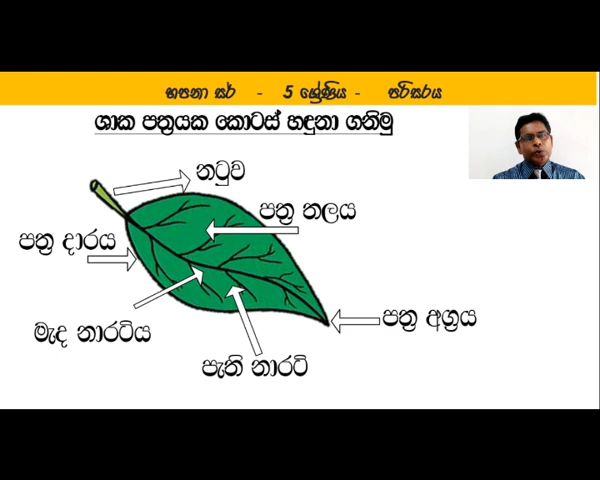 හපනා සර් - 5 ශ්‍රේණිය - පරිසරය
ශාක පත්‍රයක කොටස් හඳුනා ගනිමු
නටුව
පත්‍ර තලය
පත්‍ර දාරය
පත්‍ර අග්‍රය
මැද නාරටිය
පැති නාරටි